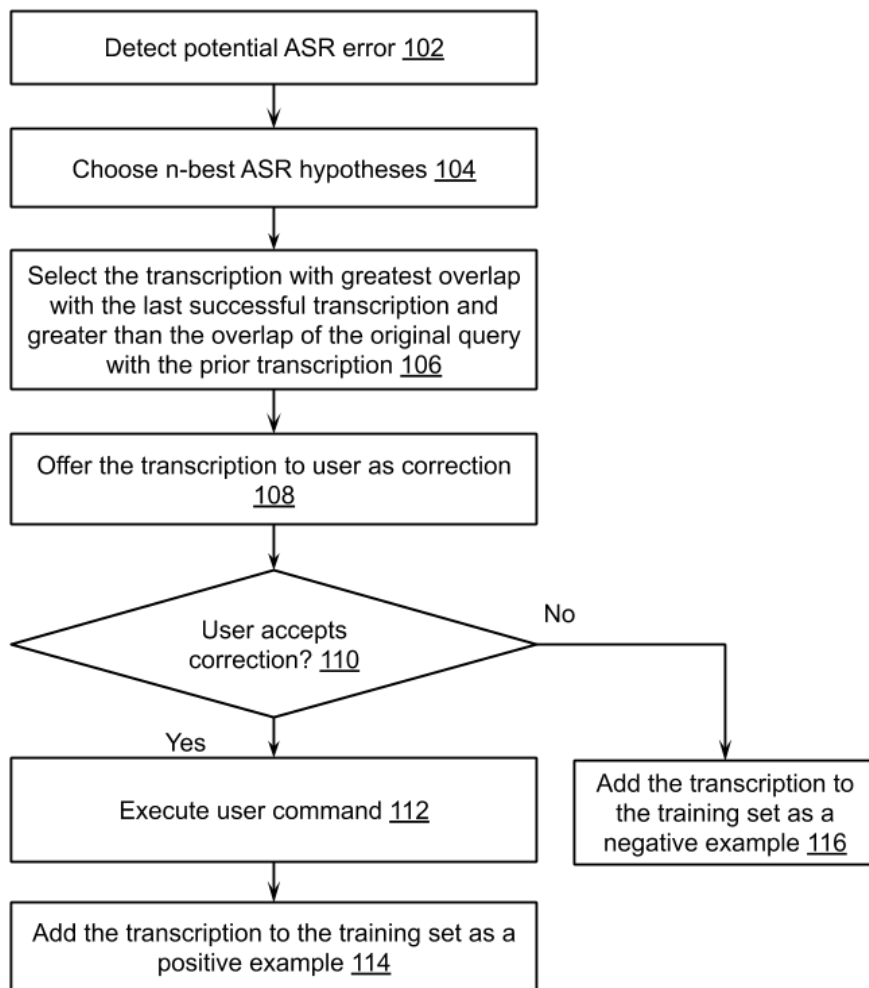 Detect potential ASR error 102
Choose n-best ASR hypotheses 104
Select the transcription with greatest overlap
with the last successful transcription and
greater than the overlap of the original query
with the prior transcription 106
Offer the transcription to user as correction
108
User accepts
correction? 110
No
Yes
Execute user command 112
Add the transcription to
the training set as a
negative example 116
Add the transcription to the training set as a
positive example 114